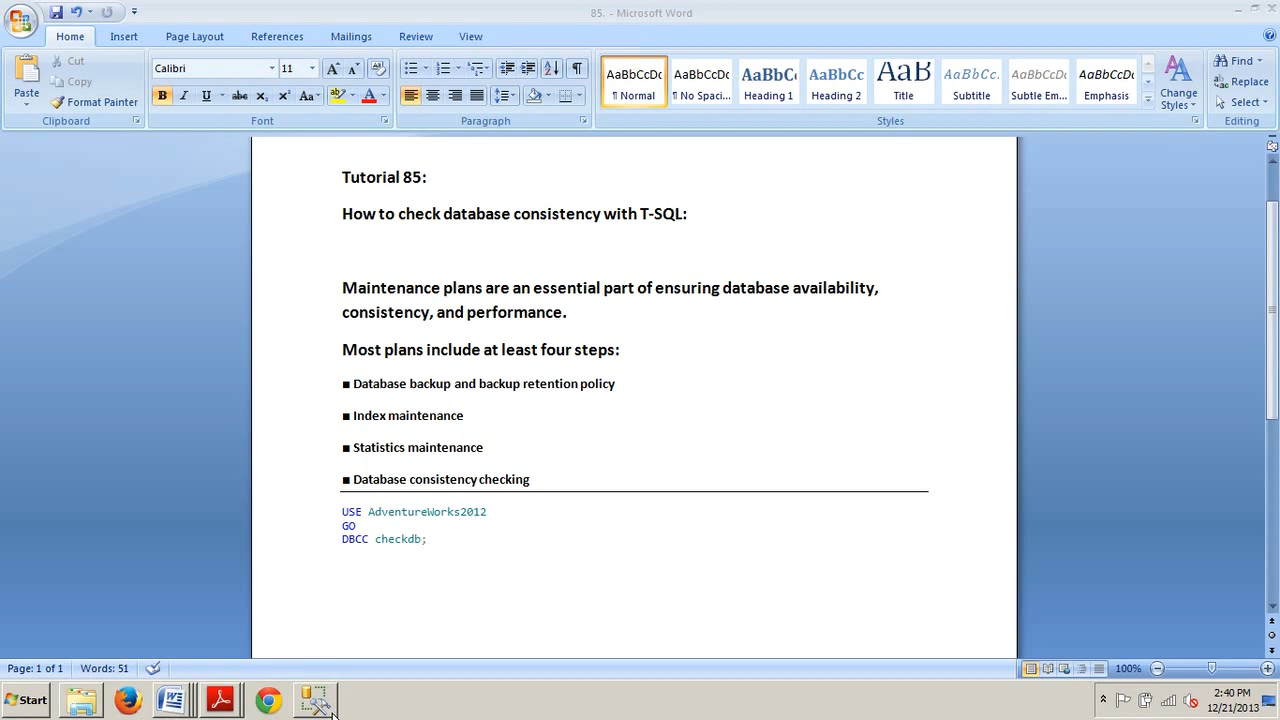 85. - Microsoft Word
Home Insert Page Layout References Mailings Review View
Paste
Cut
Copy
Format Painter
Clipboard
Calibri 11
B I U abc x₂ x² Aa
Font
Paragraph
AaBbCcDc AaBbCcDc AaBbCc AaBbCc AaB AaBbCc. AaBbCcDc AaBbCcDc
¶ Normal ¶ No Spaci... Heading 1 Heading 2 Title Subtitle Subtle Em... Emphasis
Change Styles
Styles
Find
Replace
Select
Editing
Tutorial 85:
How to check database consistency with T-SQL:
Maintenance plans are an essential part of ensuring database availability,
consistency, and performance.
Most plans include at least four steps:
■ Database backup and backup retention policy
■ Index maintenance
■ Statistics maintenance
■ Database consistency checking
USE AdventureWorks2012
GO
DBCC checkdb;
Page: 1 of 1 Words: 51 100%
Start
2:40 PM
12/21/2013